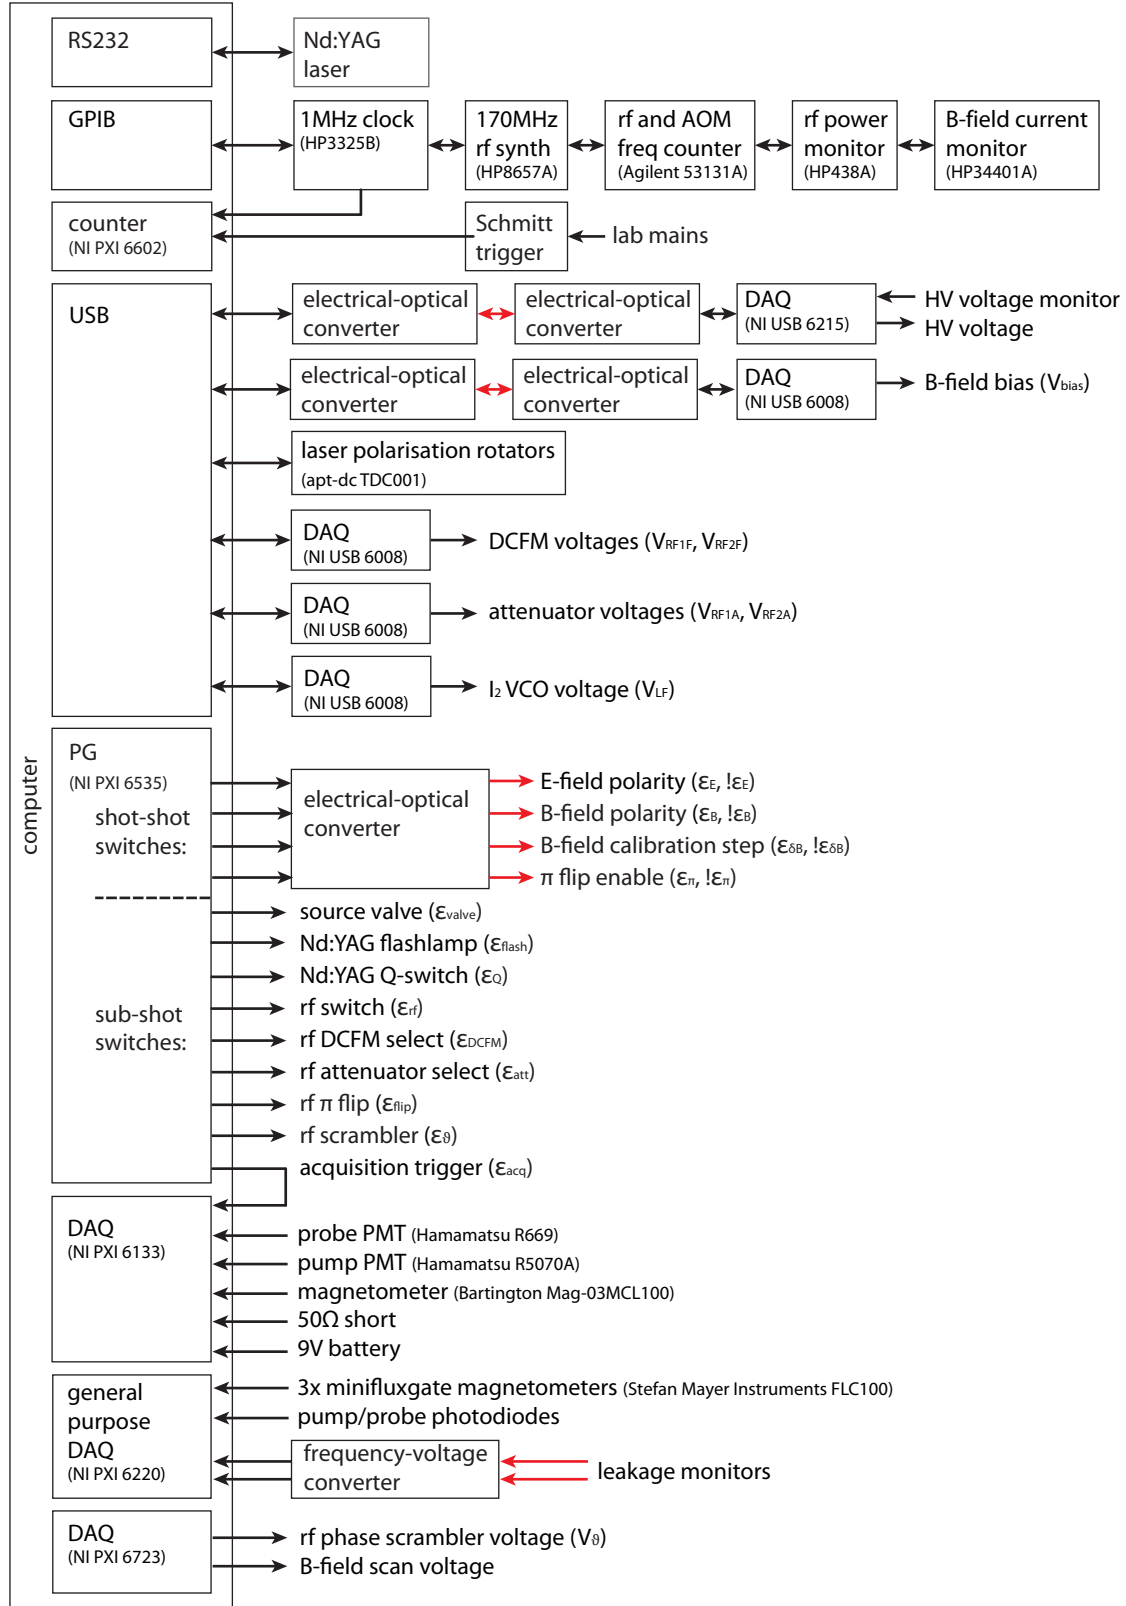 RS232
Nd:YAG
laser
GPIB
1MHz clock
(HP3325B)
170MHz
rf synth
(HP8657A)
rf and AOM
freq counter
(Agilent 53131A)
rf power
monitor
(HP438A)
B-field current
monitor
(HP34401A)
counter
(NI PXI 6602)
Schmitt
trigger
lab mains
USB
electrical-optical
converter
electrical-optical
converter
DAQ
(NI USB 6215)
HV voltage monitor
HV voltage
electrical-optical
converter
electrical-optical
converter
DAQ
(NI USB 6008)
B-field bias (Vbias)
laser polarisation rotators
(apt-dc TDC001)
DAQ
(NI USB 6008)
DCFM voltages (VRF1F, VRF2F)
DAQ
(NI USB 6008)
attenuator voltages (VRF1A, VRF2A)
DAQ
(NI USB 6008)
I2 VCO voltage (VLF)
computer
PG
(NI PXI 6535)
shot-shot
switches:
electrical-optical
converter
E-field polarity (εE, !εE)
B-field polarity (εB, !εB)
B-field calibration step (εδB, !εδB)
π flip enable (επ, !επ)
sub-shot
switches:
source valve (εvalve)
Nd:YAG flashlamp (εflash)
Nd:YAG Q-switch (εQ)
rf switch (εrf)
rf DCFM select (εDCFM)
rf attenuator select (εatt)
rf π flip (εflip)
rf scrambler (εϑ)
acquisition trigger (εacq)
DAQ
(NI PXI 6133)
probe PMT (Hamamatsu R669)
pump PMT (Hamamatsu R5070A)
magnetometer (Bartington Mag-03MCL100)
50Ω short
9V battery
general
purpose
DAQ
(NI PXI 6220)
3x minifluxgate magnetometers (Stefan Mayer Instruments FLC100)
pump/probe photodiodes
frequency-voltage
converter
leakage monitors
DAQ
(NI PXI 6723)
rf phase scrambler voltage (Vϑ)
B-field scan voltage